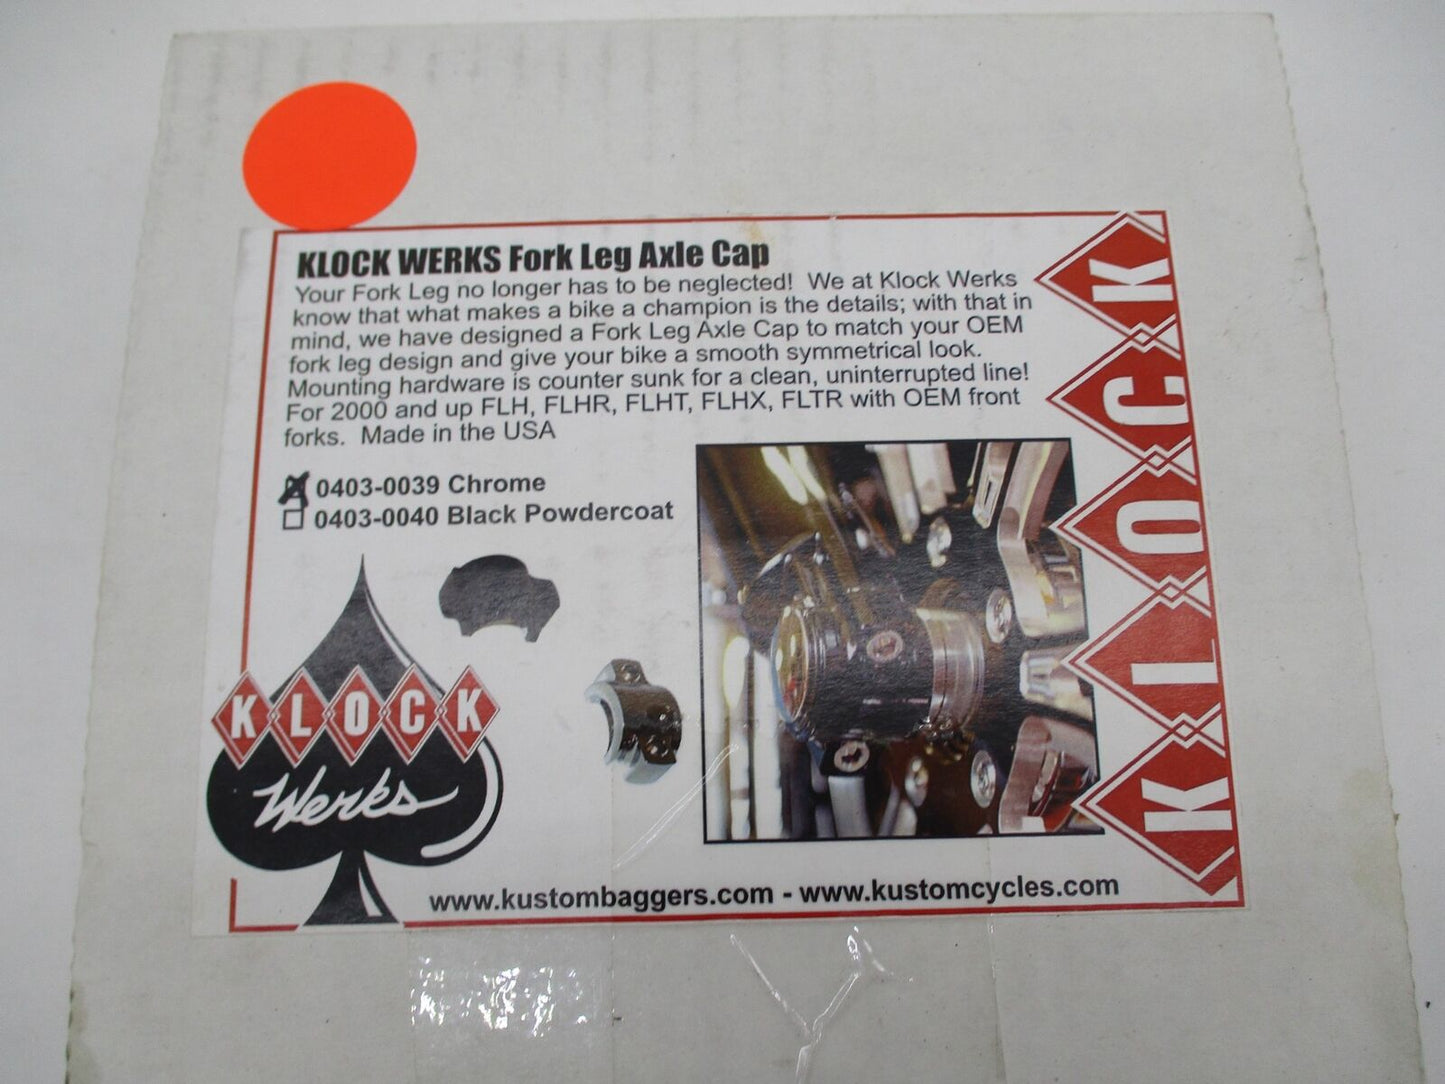 KLOCK WERKS Fork Leg Axle Cap
Your Fork Leg no longer has to be neglected! We at Klock Werks
know that what makes a bike a champion is the details; with that in
mind, we have designed a Fork Leg Axle Cap to match your OEM
fork leg design and give your bike a smooth symmetrical look.
Mounting hardware is counter sunk for a clean, uninterrupted line!
For 2000 and up FLH, FLHR, FLHT, FLHX, FLTR with OEM front
forks. Made in the USA
0403-0039 Chrome
0403-0040 Black Powdercoat
KLOCK
Werks
www.kustombaggers.com - www.kustomcycles.com
KLOCK